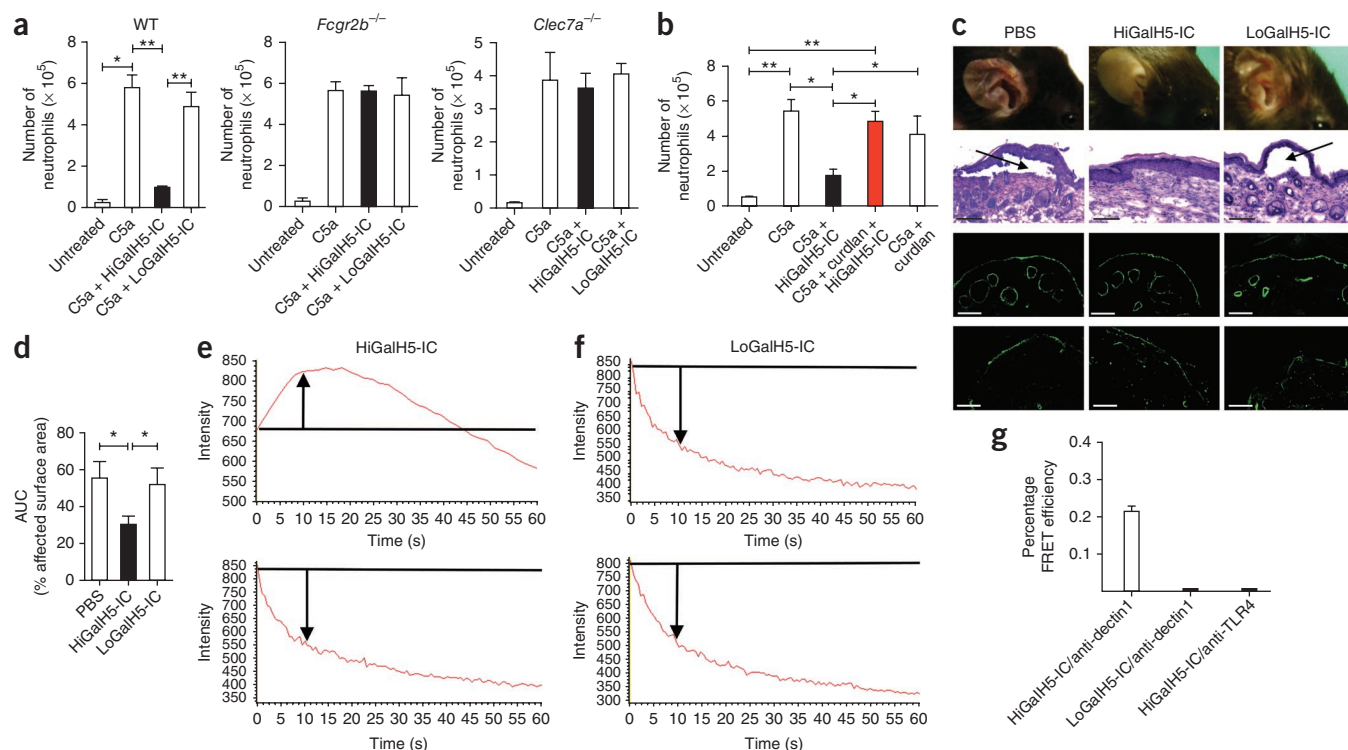 a
WT
Fcgr2b–/–
Clec7a–/–
Number of
neutrophils (× 10⁵)
8
6
4
2
0
*
**
**
Untreated
C5a
C5a + HiGalH5-IC
C5a + LoGalH5-IC
Number of
neutrophils (× 10⁵)
8
6
4
2
0
Untreated
C5a
C5a + HiGalH5-IC
C5a + LoGalH5-IC
Number of
neutrophils (× 10⁵)
5
4
3
2
1
0
Untreated
C5a
C5a +
HiGalH5-IC
C5a +
LoGalH5-IC
b
Number of
neutrophils (× 10⁵)
8
6
4
2
0
**
**
*
*
*
Untreated
C5a
C5a +
HiGalH5-IC
C5a + curdlan +
HiGalH5-IC
C5a +
curdlan
c
PBS
HiGalH5-IC
LoGalH5-IC
d
AUC
(% affected surface area)
80
60
40
20
0
*
*
PBS
HiGalH5-IC
LoGalH5-IC
e
HiGalH5-IC
Intensity
850
800
750
700
650
600
550
500
0 5 10 15 20 25 30 35 40 45 50 55 60
Time (s)
Intensity
850
800
750
700
650
600
550
500
450
400
350
0 5 10 15 20 25 30 35 40 45 50 55 60
Time (s)
f
LoGalH5-IC
Intensity
850
800
750
700
650
600
550
500
450
400
350
0 5 10 15 20 25 30 35 40 45 50 55 60
Time (s)
Intensity
800
750
700
650
600
550
500
450
400
350
300
0 5 10 15 20 25 30 35 40 45 50 55 60
Time (s)
g
Percentage
FRET efficiency
0.4
0.3
0.2
0.1
HiGalH5-IC/anti-dectin1
LoGalH5-IC/anti-dectin1
HiGalH5-IC/anti-TLR4